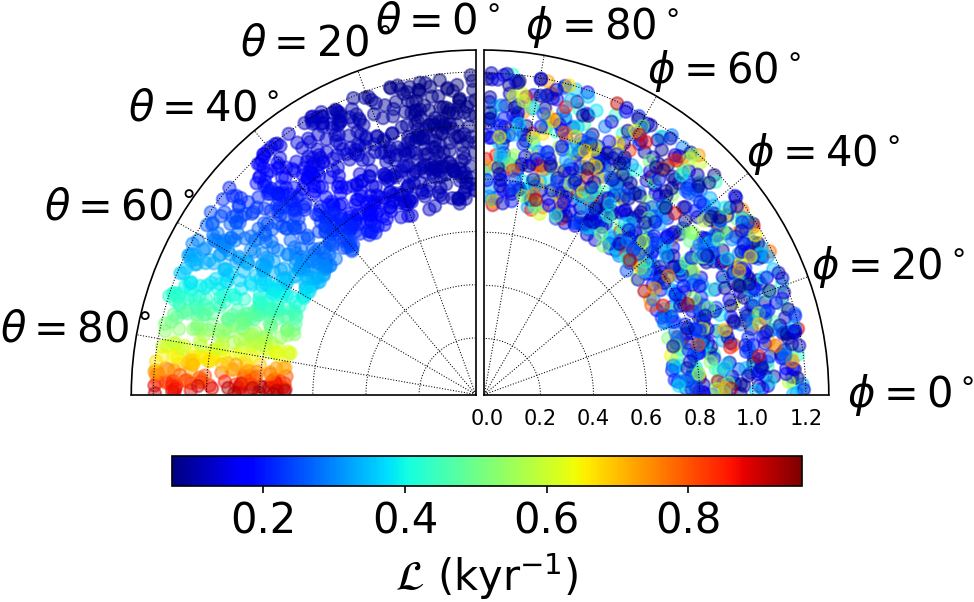 θ = 0°
ϕ = 80°
θ = 20°
ϕ = 60°
θ = 40°
ϕ = 40°
θ = 60°
ϕ = 20°
θ = 80°
ϕ = 0°
0.0 0.2 0.4 0.6 0.8 1.0 1.2
0.2 0.4 0.6 0.8
ℒ (kyr⁻¹)